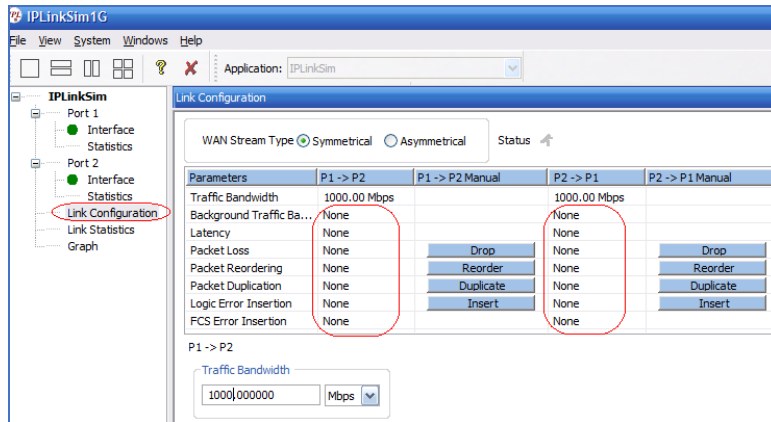 IPLinkSim1G
File View System Windows Help
Application: IPLinkSim
IPLinkSim
Port 1
Interface
Statistics
Port 2
Interface
Statistics
Link Configuration
Link Statistics
Graph
Link Configuration
WAN Stream Type Symmetrical Asymmetrical Status
Parameters P1 -> P2 P1 -> P2 Manual P2 -> P1 P2 -> P1 Manual
Traffic Bandwidth 1000.00 Mbps 1000.00 Mbps
Background Traffic Ba... None None
Latency None None
Packet Loss None Drop None Drop
Packet Reordering None Reorder None Reorder
Packet Duplication None Duplicate None Duplicate
Logic Error Insertion None Insert None Insert
FCS Error Insertion None None
P1 -> P2
Traffic Bandwidth
1000.000000 Mbps